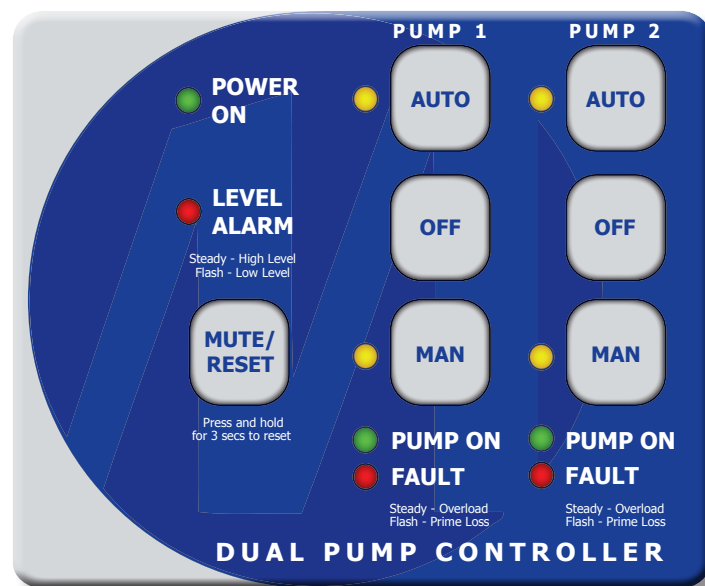 PUMP 1
PUMP 2
POWER
ON
AUTO
AUTO
LEVEL
ALARM
Steady - High Level
Flash - Low Level
OFF
OFF
MUTE/
RESET
Press and hold
for 3 secs to reset
MAN
MAN
PUMP ON
FAULT
Steady - Overload
Flash - Prime Loss
PUMP ON
FAULT
Steady - Overload
Flash - Prime Loss
DUAL PUMP CONTROLLER